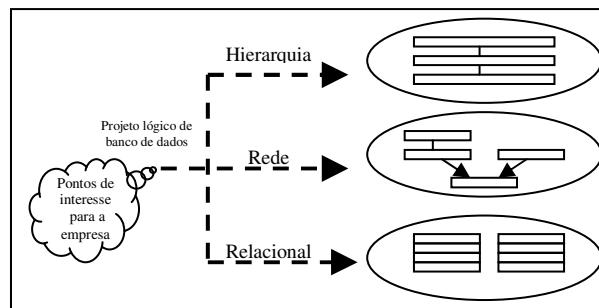 Hierarquia
Projeto lógico de
banco de dados
Rede
Pontos de
interesse
para a
empresa
Relacional